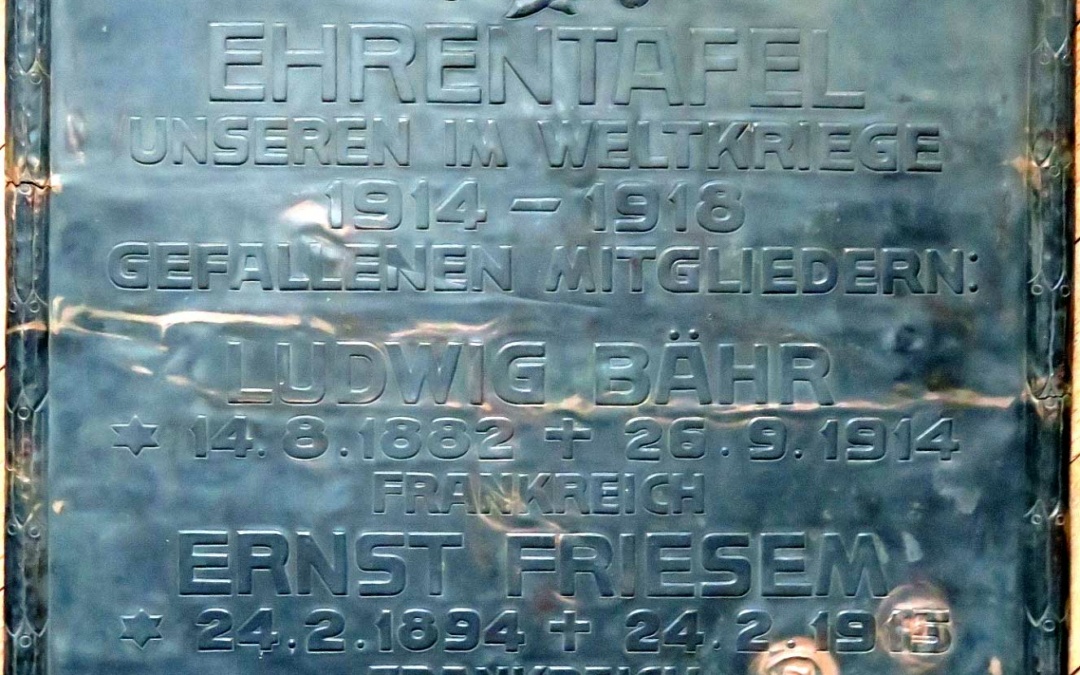 EHRENTAFEL
UNSEREN IM WELTKRIEGE
1914 – 1918
GEFALLENEN MITGLIEDERN:
LUDWIG BÄHR
✶ 14.8.1882 ✝ 26.9.1914
FRANKREICH
ERNST FRIESEM
✶ 24.2.1894 ✝ 24.2.1915
FRANKREICH